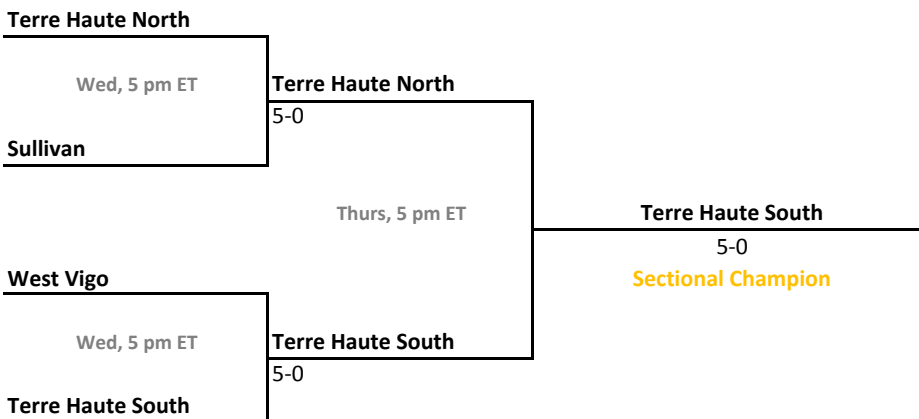 Terre Haute North
Wed, 5 pm ET
Terre Haute North
5-0
Sullivan
Thurs, 5 pm ET
Terre Haute South
5-0
Sectional Champion
West Vigo
Wed, 5 pm ET
Terre Haute South
5-0
Terre Haute South